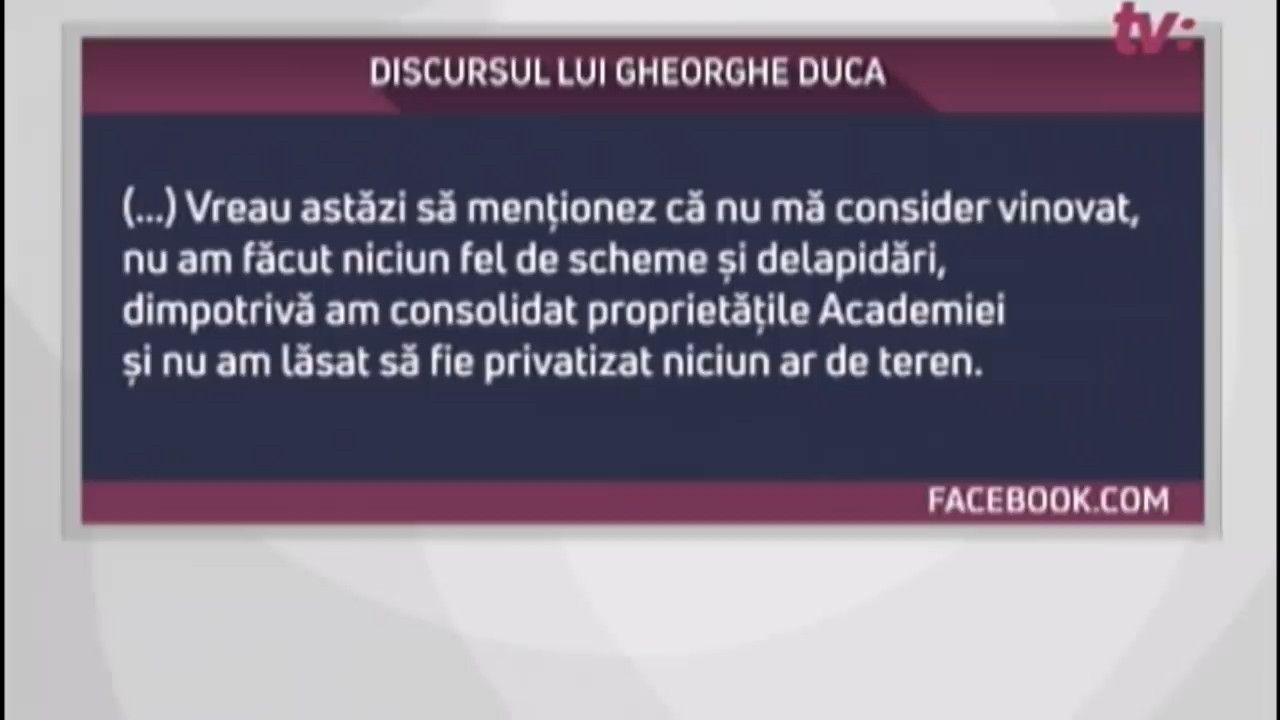 tv:
DISCURSUL LUI GHEORGHE DUCA
(...) Vreau astăzi să menționez că nu mă consider vinovat,
nu am făcut niciun fel de scheme și delapidări,
dimpotrivă am consolidat proprietățile Academiei
și nu am lăsat să fie privatizat niciun ar de teren.
FACEBOOK.COM